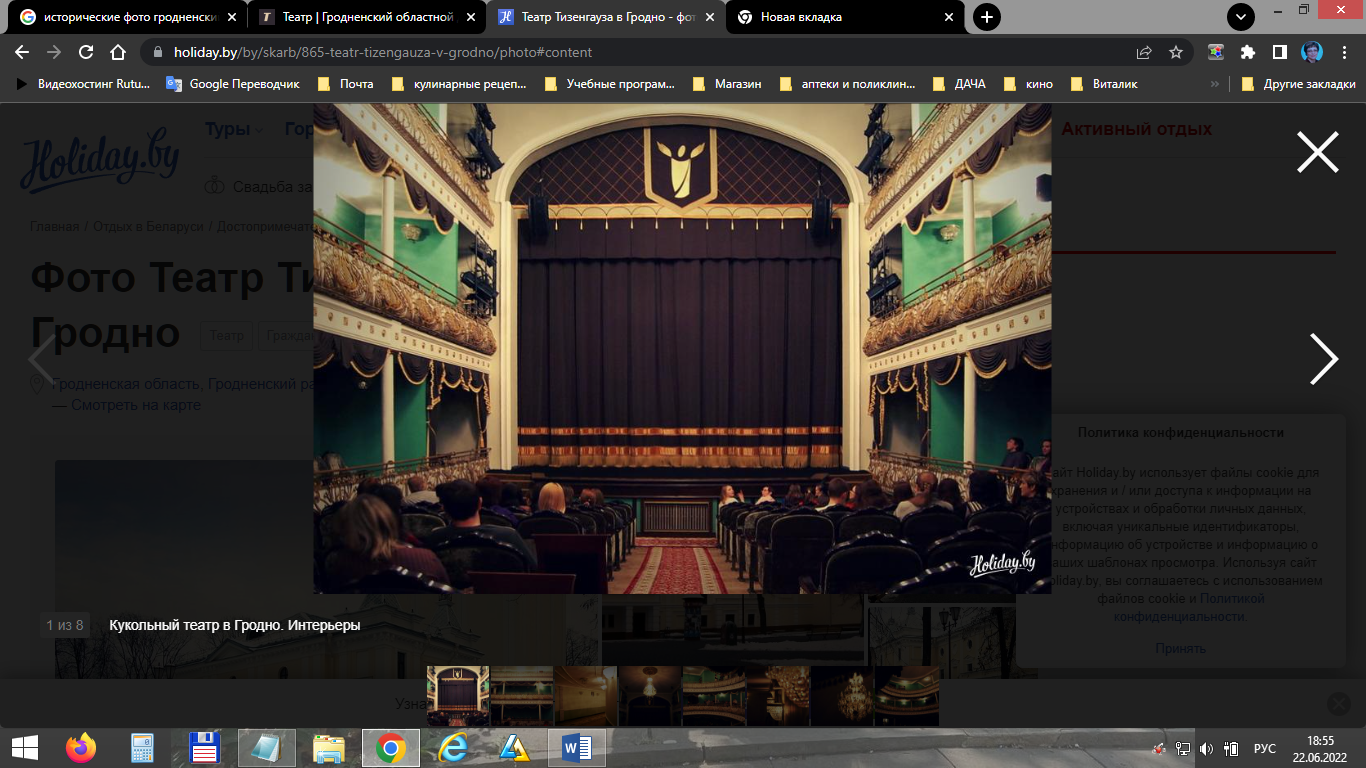 исторические фото гродненски
Театр | Гродненский областной
Театр Тизенгауза в Гродно - фот
Новая вкладка
holiday.by/by/skarb/865-teatr-tizengauza-v-grodno/photo#content
Видеохостинг Rutu...
Google Переводчик
Почта
кулинарные рецеп...
Учебные програм...
Магазин
аптеки и поликлин...
ДАЧА
кино
Виталик
»
Другие закладки
Holiday.by
Туры
Гор
Активный отдых
Свадьба за
Главная / Отдых в Беларуси / Достопримечат
Фото Театр Ти
Гродно
Театр
Граждан
Гродненская область, Гродненский ра
— Смотреть на карте
Политика конфиденциальности
айт Holiday.by использует файлы cookie для
хранения и / или доступа к информации на
устройствах и обработки личных данных,
включая уникальные идентификаторы,
нформацию об устройстве и информацию о
ваших шаблонах просмотра. Используя сайт
oliday.by, вы соглашаетесь с использованием
файлов cookie и Политикой
конфиденциальности.
Принять
Holiday.by
1 из 8
Кукольный театр в Гродно. Интерьеры
Узна
РУС
18:55
22.06.2022